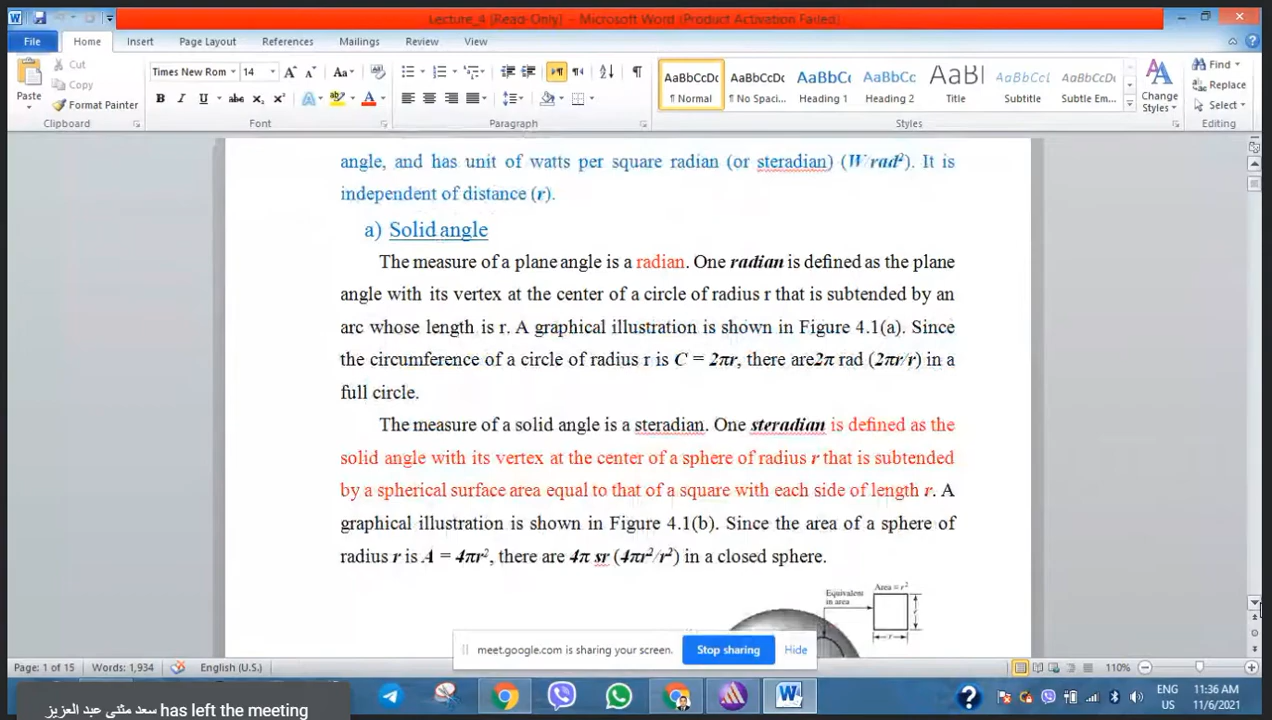 Lecture_4 [Read-Only] - Microsoft Word (Product Activation Failed)
File Home Insert Page Layout References Mailings Review View
Cut
Copy
Format Painter
Paste
Times New Rom 14
AaBbCcDc AaBbCcDc AaBbCc AaBbCc AaBl AaBbCc AaBbCcDc
¶ Normal ¶ No Spaci... Heading 1 Heading 2 Title Subtitle Subtle Em...
Change
Styles
Find
Replace
Select
Clipboard Font Paragraph Styles Editing
angle, and has unit of watts per square radian (or steradian) (W/rad²). It is
independent of distance (r).
a) Solid angle
The measure of a plane angle is a radian. One radian is defined as the plane
angle with its vertex at the center of a circle of radius r that is subtended by an
arc whose length is r. A graphical illustration is shown in Figure 4.1(a). Since
the circumference of a circle of radius r is C = 2πr, there are2π rad (2πr/r) in a
full circle.
The measure of a solid angle is a steradian. One steradian is defined as the
solid angle with its vertex at the center of a sphere of radius r that is subtended
by a spherical surface area equal to that of a square with each side of length r. A
graphical illustration is shown in Figure 4.1(b). Since the area of a sphere of
radius r is A = 4πr², there are 4π sr (4πr²/r²) in a closed sphere.
Equivalent
in area
Area = r²
r
r
meet.google.com is sharing your screen. Stop sharing Hide
Page: 1 of 15 Words: 1,934 English (U.S.) 110%
سعد مثنى عبد العزيز has left the meeting
ENG
US
11:36 AM
11/6/2021